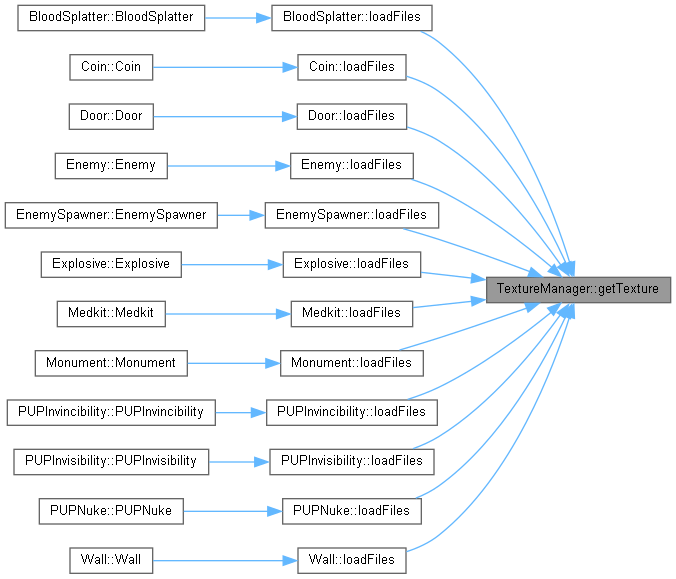 BloodSplatter::BloodSplatter
BloodSplatter::loadFiles
Coin::Coin
Coin::loadFiles
Door::Door
Door::loadFiles
Enemy::Enemy
Enemy::loadFiles
EnemySpawner::EnemySpawner
EnemySpawner::loadFiles
Explosive::Explosive
Explosive::loadFiles
TextureManager::getTexture
Medkit::Medkit
Medkit::loadFiles
Monument::Monument
Monument::loadFiles
PUPInvincibility::PUPInvincibility
PUPInvincibility::loadFiles
PUPInvisibility::PUPInvisibility
PUPInvisibility::loadFiles
PUPNuke::PUPNuke
PUPNuke::loadFiles
Wall::Wall
Wall::loadFiles